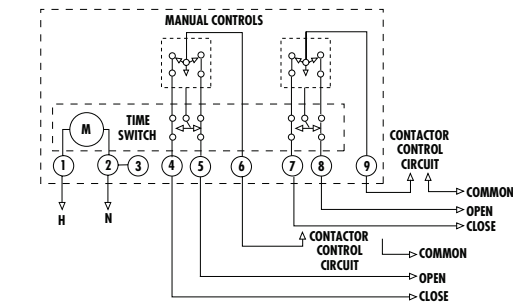 MANUAL CONTROLS
TIME
SWITCH
M
1
2
3
4
5
6
7
8
9
H
N
CONTACTOR
CONTROL
CIRCUIT
COMMON
OPEN
CLOSE
CONTACTOR
CONTROL
CIRCUIT
COMMON
OPEN
CLOSE